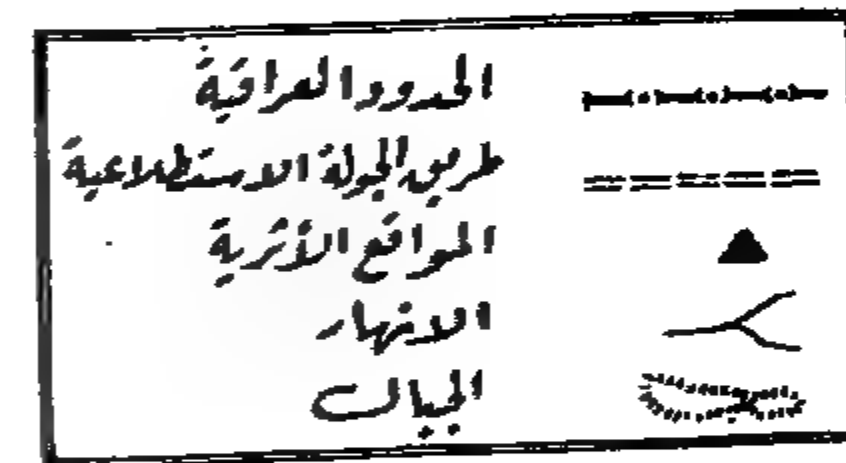 الحدود العراقية
طريق الجولة الاستطلاعية
المواقع الأثرية
الانهار
الجبال